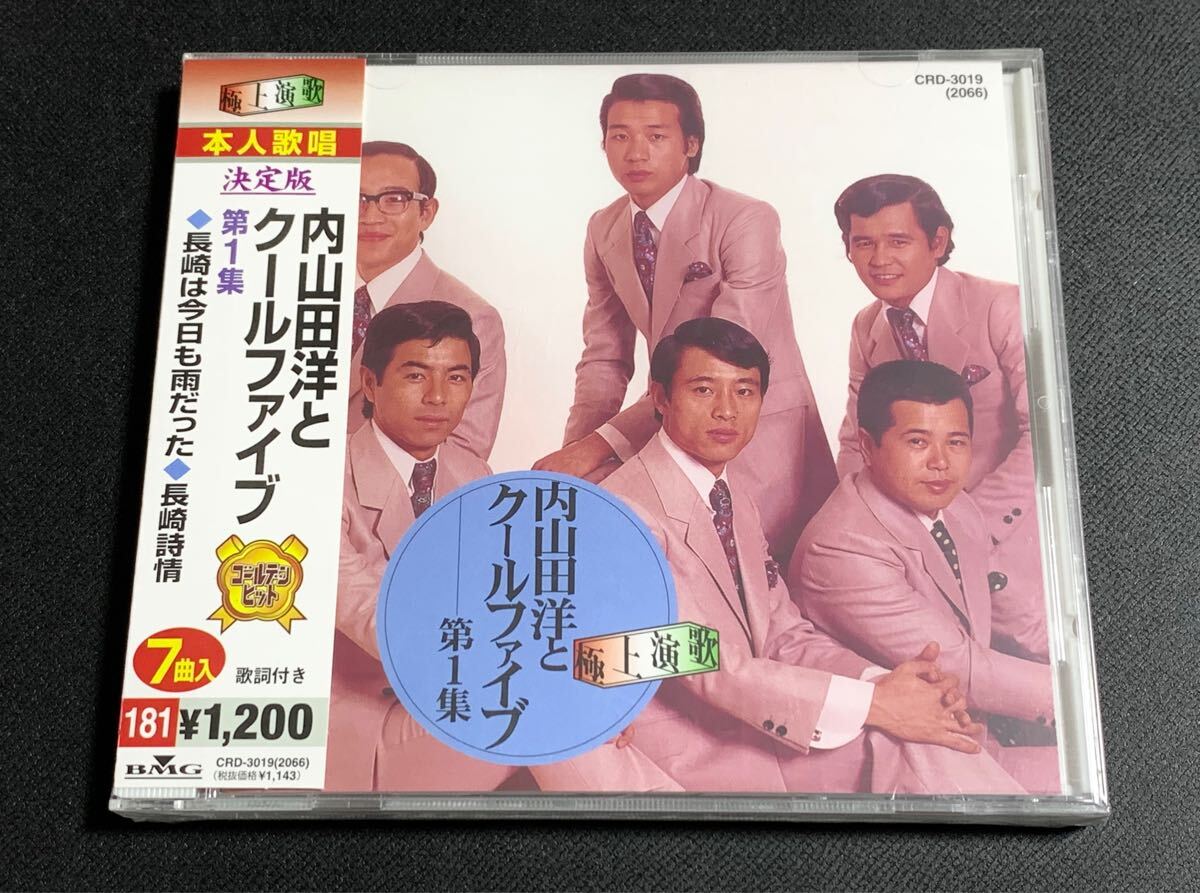 極上演歌
本人歌唱
決定版
内山田洋と
クールファイブ
第1集
◆長崎は今日も雨だった◆長崎詩情
ゴールデン
ヒット
7曲入
歌詞付き
181
¥1,200
BMG
CRD-3019(2066)
(税抜価格¥1,143)
CRD-3019
(2066)
内山田洋と
クールファイブ
第1集
極上演歌